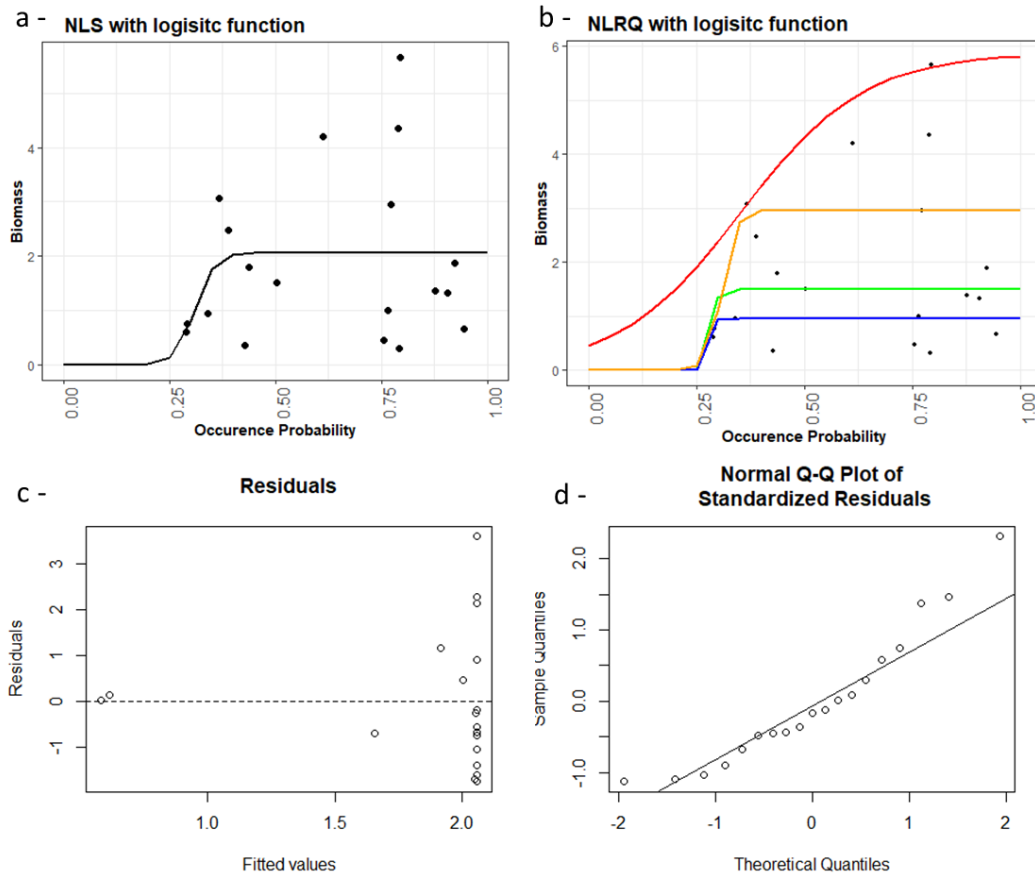 a -
NLS with logisitc function
Biomass
4
2
0
0.00
0.25
0.50
0.75
1.00
Occurence Probability
b -
NLRQ with logisitc function
Biomass
6
4
2
0
0.00
0.25
0.50
0.75
1.00
Occurence Probability
c -
Residuals
Residuals
3
2
1
0
-1
1.0
1.5
2.0
Fitted values
d -
Normal Q-Q Plot of
Standardized Residuals
Sample Quantiles
2.0
1.0
0.0
-1.0
-2
-1
0
1
2
Theoretical Quantiles